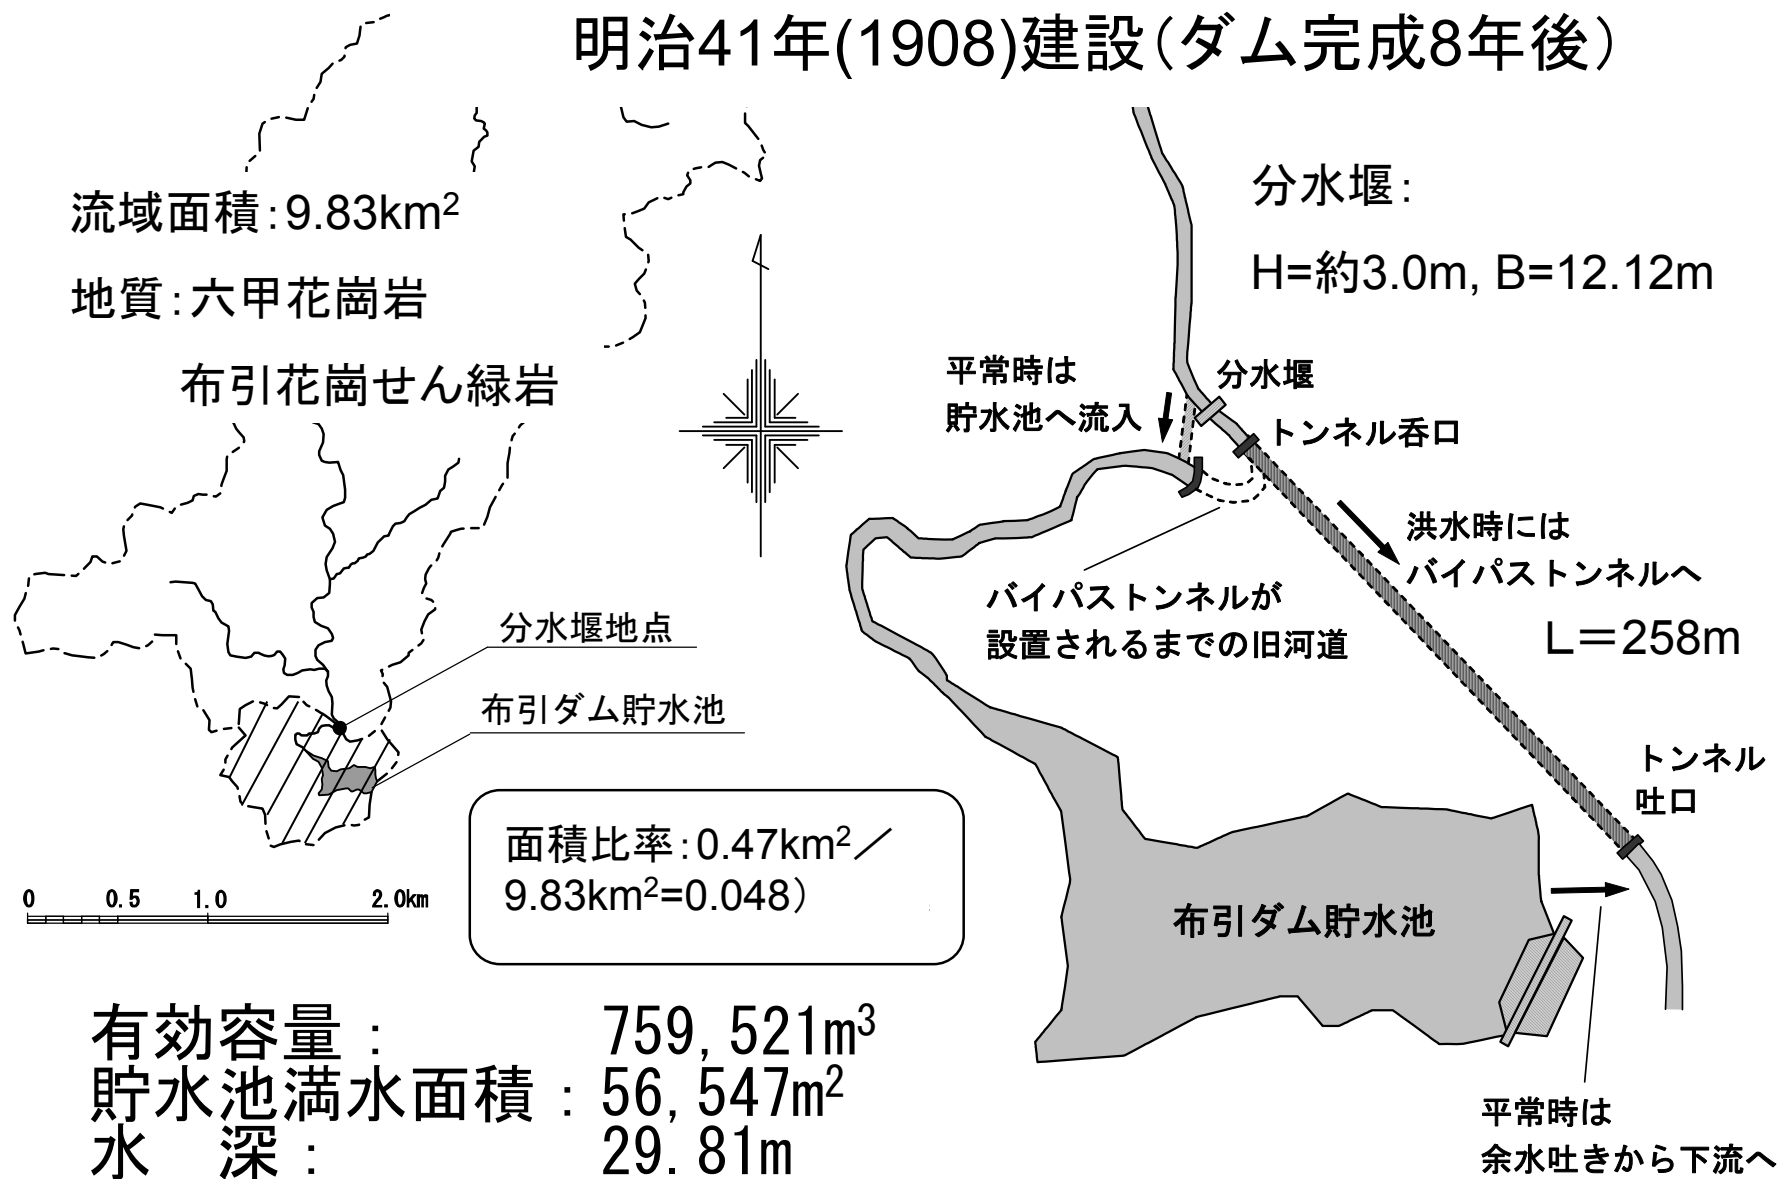 明治41年(1908)建設(ダム完成8年後)
流域面積:9.83km²
地質:六甲花崗岩
布引花崗せん緑岩
分水堰:
H=約3.0m, B=12.12m
平常時は
貯水池へ流入
分水堰
トンネル呑口
洪水時には
バイパストンネルへ
L=258m
バイパストンネルが
設置されるまでの旧河道
分水堰地点
布引ダム貯水池
トンネル
吐口
面積比率:0.47km²/
9.83km²=0.048)
0 0.5 1.0 2.0km
布引ダム貯水池
有効容量: 759,521m³
貯水池満水面積: 56,547m²
水 深: 29.81m
平常時は
余水吐きから下流へ